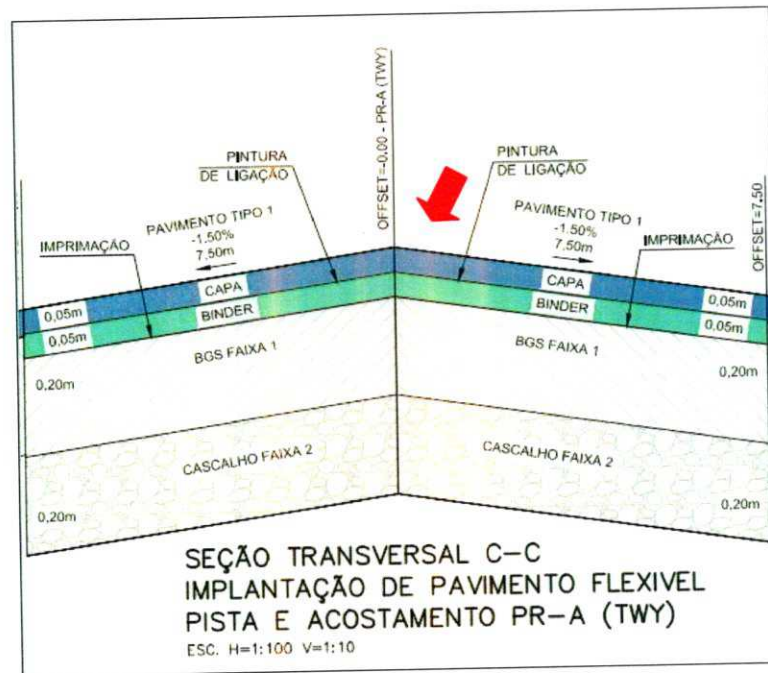 OFFSET=-0.00 - PR-A (TWY)
OFFSET=7.50
PINTURA
DE LIGAÇÃO
PAVIMENTO TIPO 1
-1.50%
7,50m
IMPRIMAÇÃO
PINTURA
DE LIGAÇÃO
PAVIMENTO TIPO 1
-1.50%
7,50m
IMPRIMAÇÃO
0,05m
CAPA
CAPA
0,05m
0,05m
BINDER
BINDER
0,05m
0,20m
BGS FAIXA 1
BGS FAIXA 1
0,20m
0,20m
CASCALHO FAIXA 2
CASCALHO FAIXA 2
0,20m
SEÇÃO TRANSVERSAL C-C
IMPLANTAÇÃO DE PAVIMENTO FLEXIVEL
PISTA E ACOSTAMENTO PR-A (TWY)
ESC. H=1:100 V=1:10